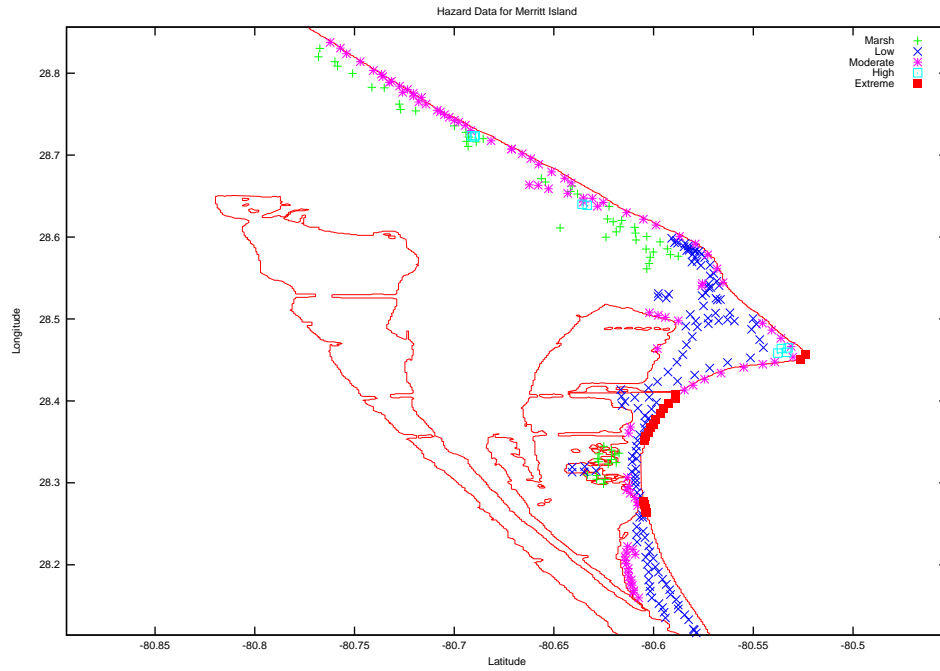 Hazard Data for Merritt Island
Marsh
Low
Moderate
High
Extreme
28.8
28.7
28.6
28.5
28.4
28.3
28.2
Longitude
-80.85
-80.8
-80.75
-80.7
-80.65
-80.6
-80.55
-80.5
Latitude